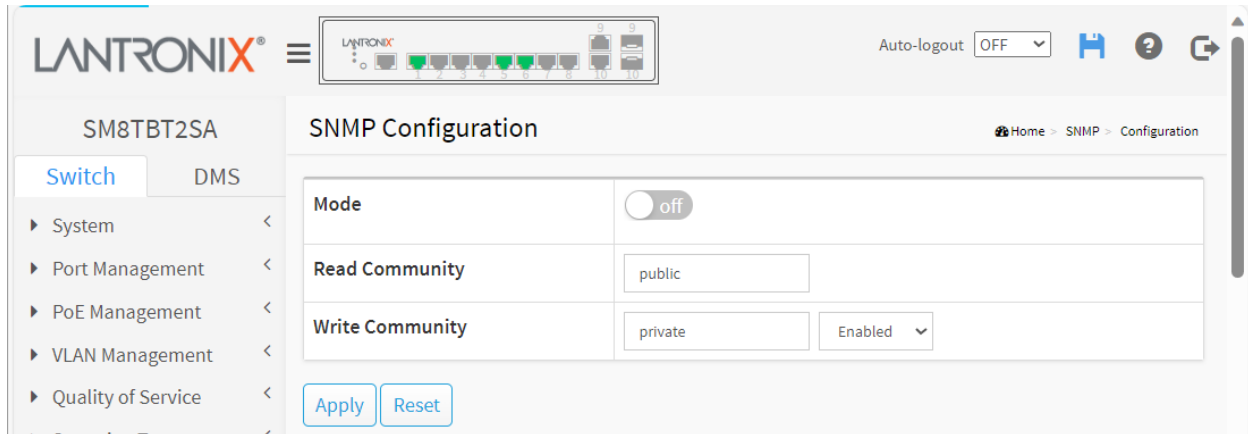 LANTRONIX®
LANTRONIX
9 9
1 2 3 4 5 6 7 8 10 10
Auto-logout OFF
SM8TBT2SA
Switch DMS
System
Port Management
PoE Management
VLAN Management
Quality of Service
SNMP Configuration
Home > SNMP > Configuration
Mode off
Read Community public
Write Community private Enabled
Apply Reset